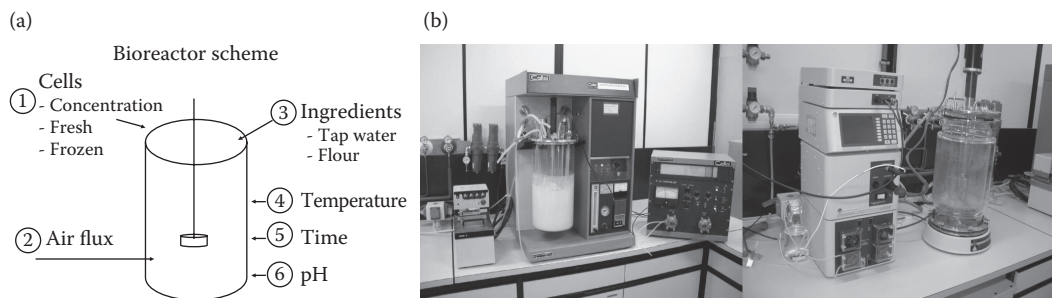 (a)
Bioreactor scheme
1 Cells
- Concentration
- Fresh
- Frozen
2 Air flux
3 Ingredients
- Tap water
- Flour
4 Temperature
5 Time
6 pH
(b)